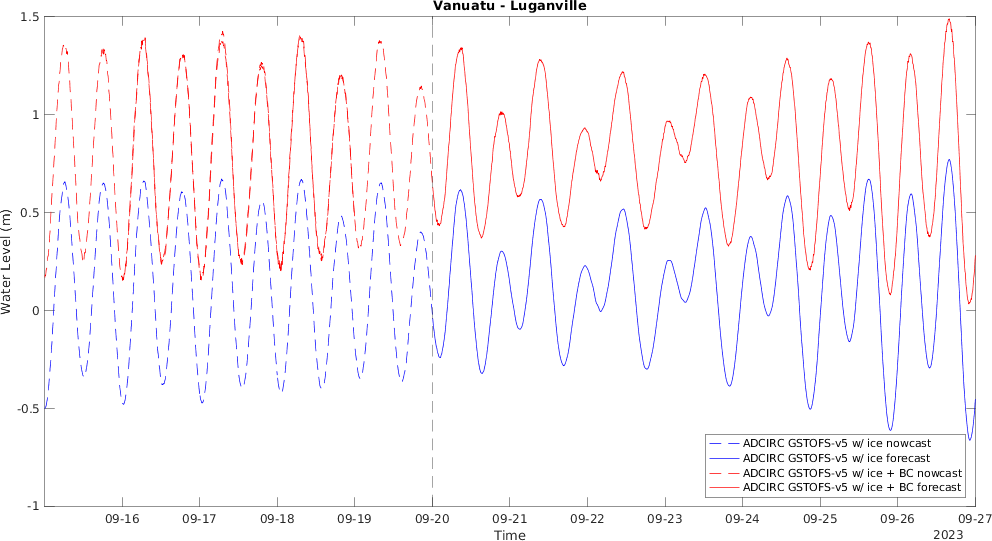 Vanuatu - Luganville
1.5
1
0.5
0
-0.5
-1
Water Level (m)
ADCIRC GSTOFS-v5 w/ ice nowcast
ADCIRC GSTOFS-v5 w/ ice forecast
ADCIRC GSTOFS-v5 w/ ice + BC nowcast
ADCIRC GSTOFS-v5 w/ ice + BC forecast
09-16 09-17 09-18 09-19 09-20 09-21 09-22 09-23 09-24 09-25 09-26 09-27
Time
2023